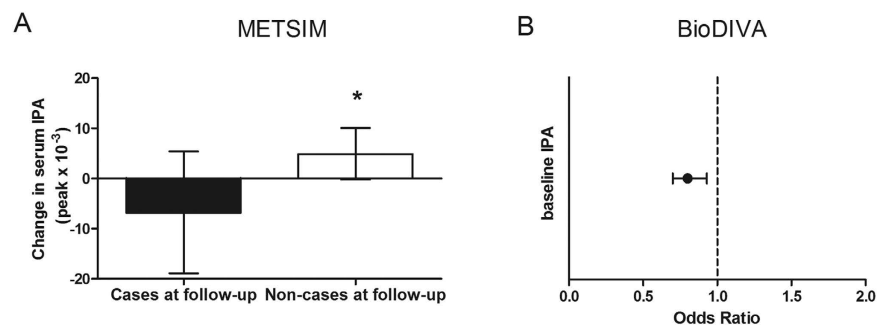 A
METSIM
Change in serum IPA
(peak x 10-3)
20
10
0
-10
-20
*
Cases at follow-up
Non-cases at follow-up
B
BioDIVA
baseline IPA
0.0
0.5
1.0
1.5
2.0
Odds Ratio